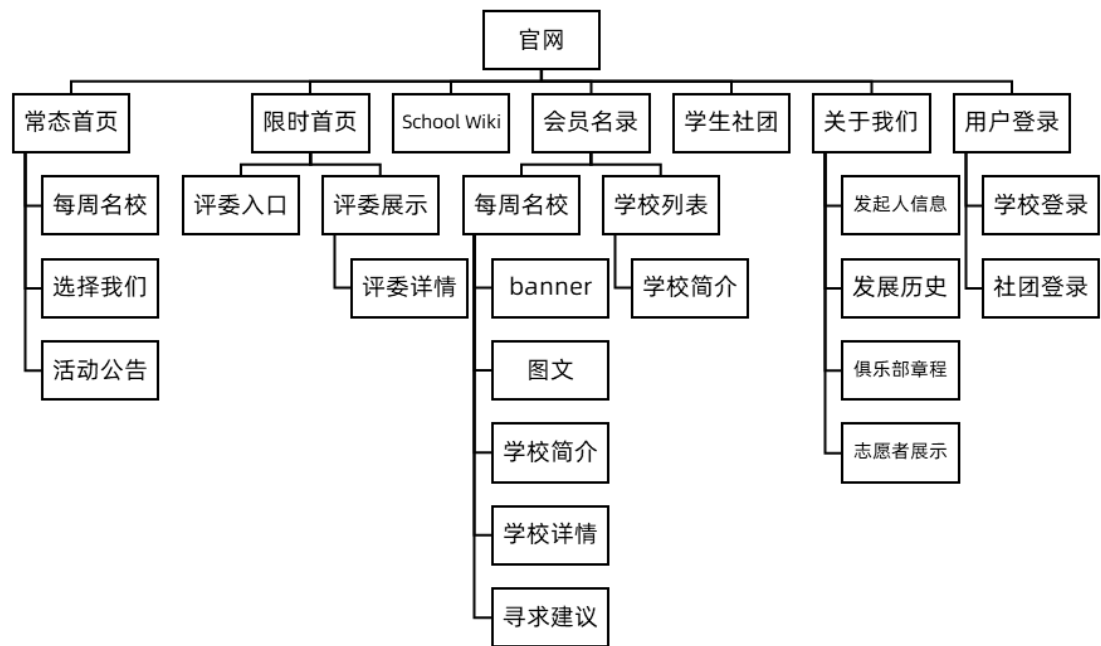 官网
常态首页
限时首页
School Wiki
会员名录
学生社团
关于我们
用户登录
每周名校
评委入口
评委展示
每周名校
学校列表
发起人信息
学校登录
选择我们
评委详情
banner
学校简介
发展历史
社团登录
活动公告
图文
俱乐部章程
学校简介
志愿者展示
学校详情
寻求建议